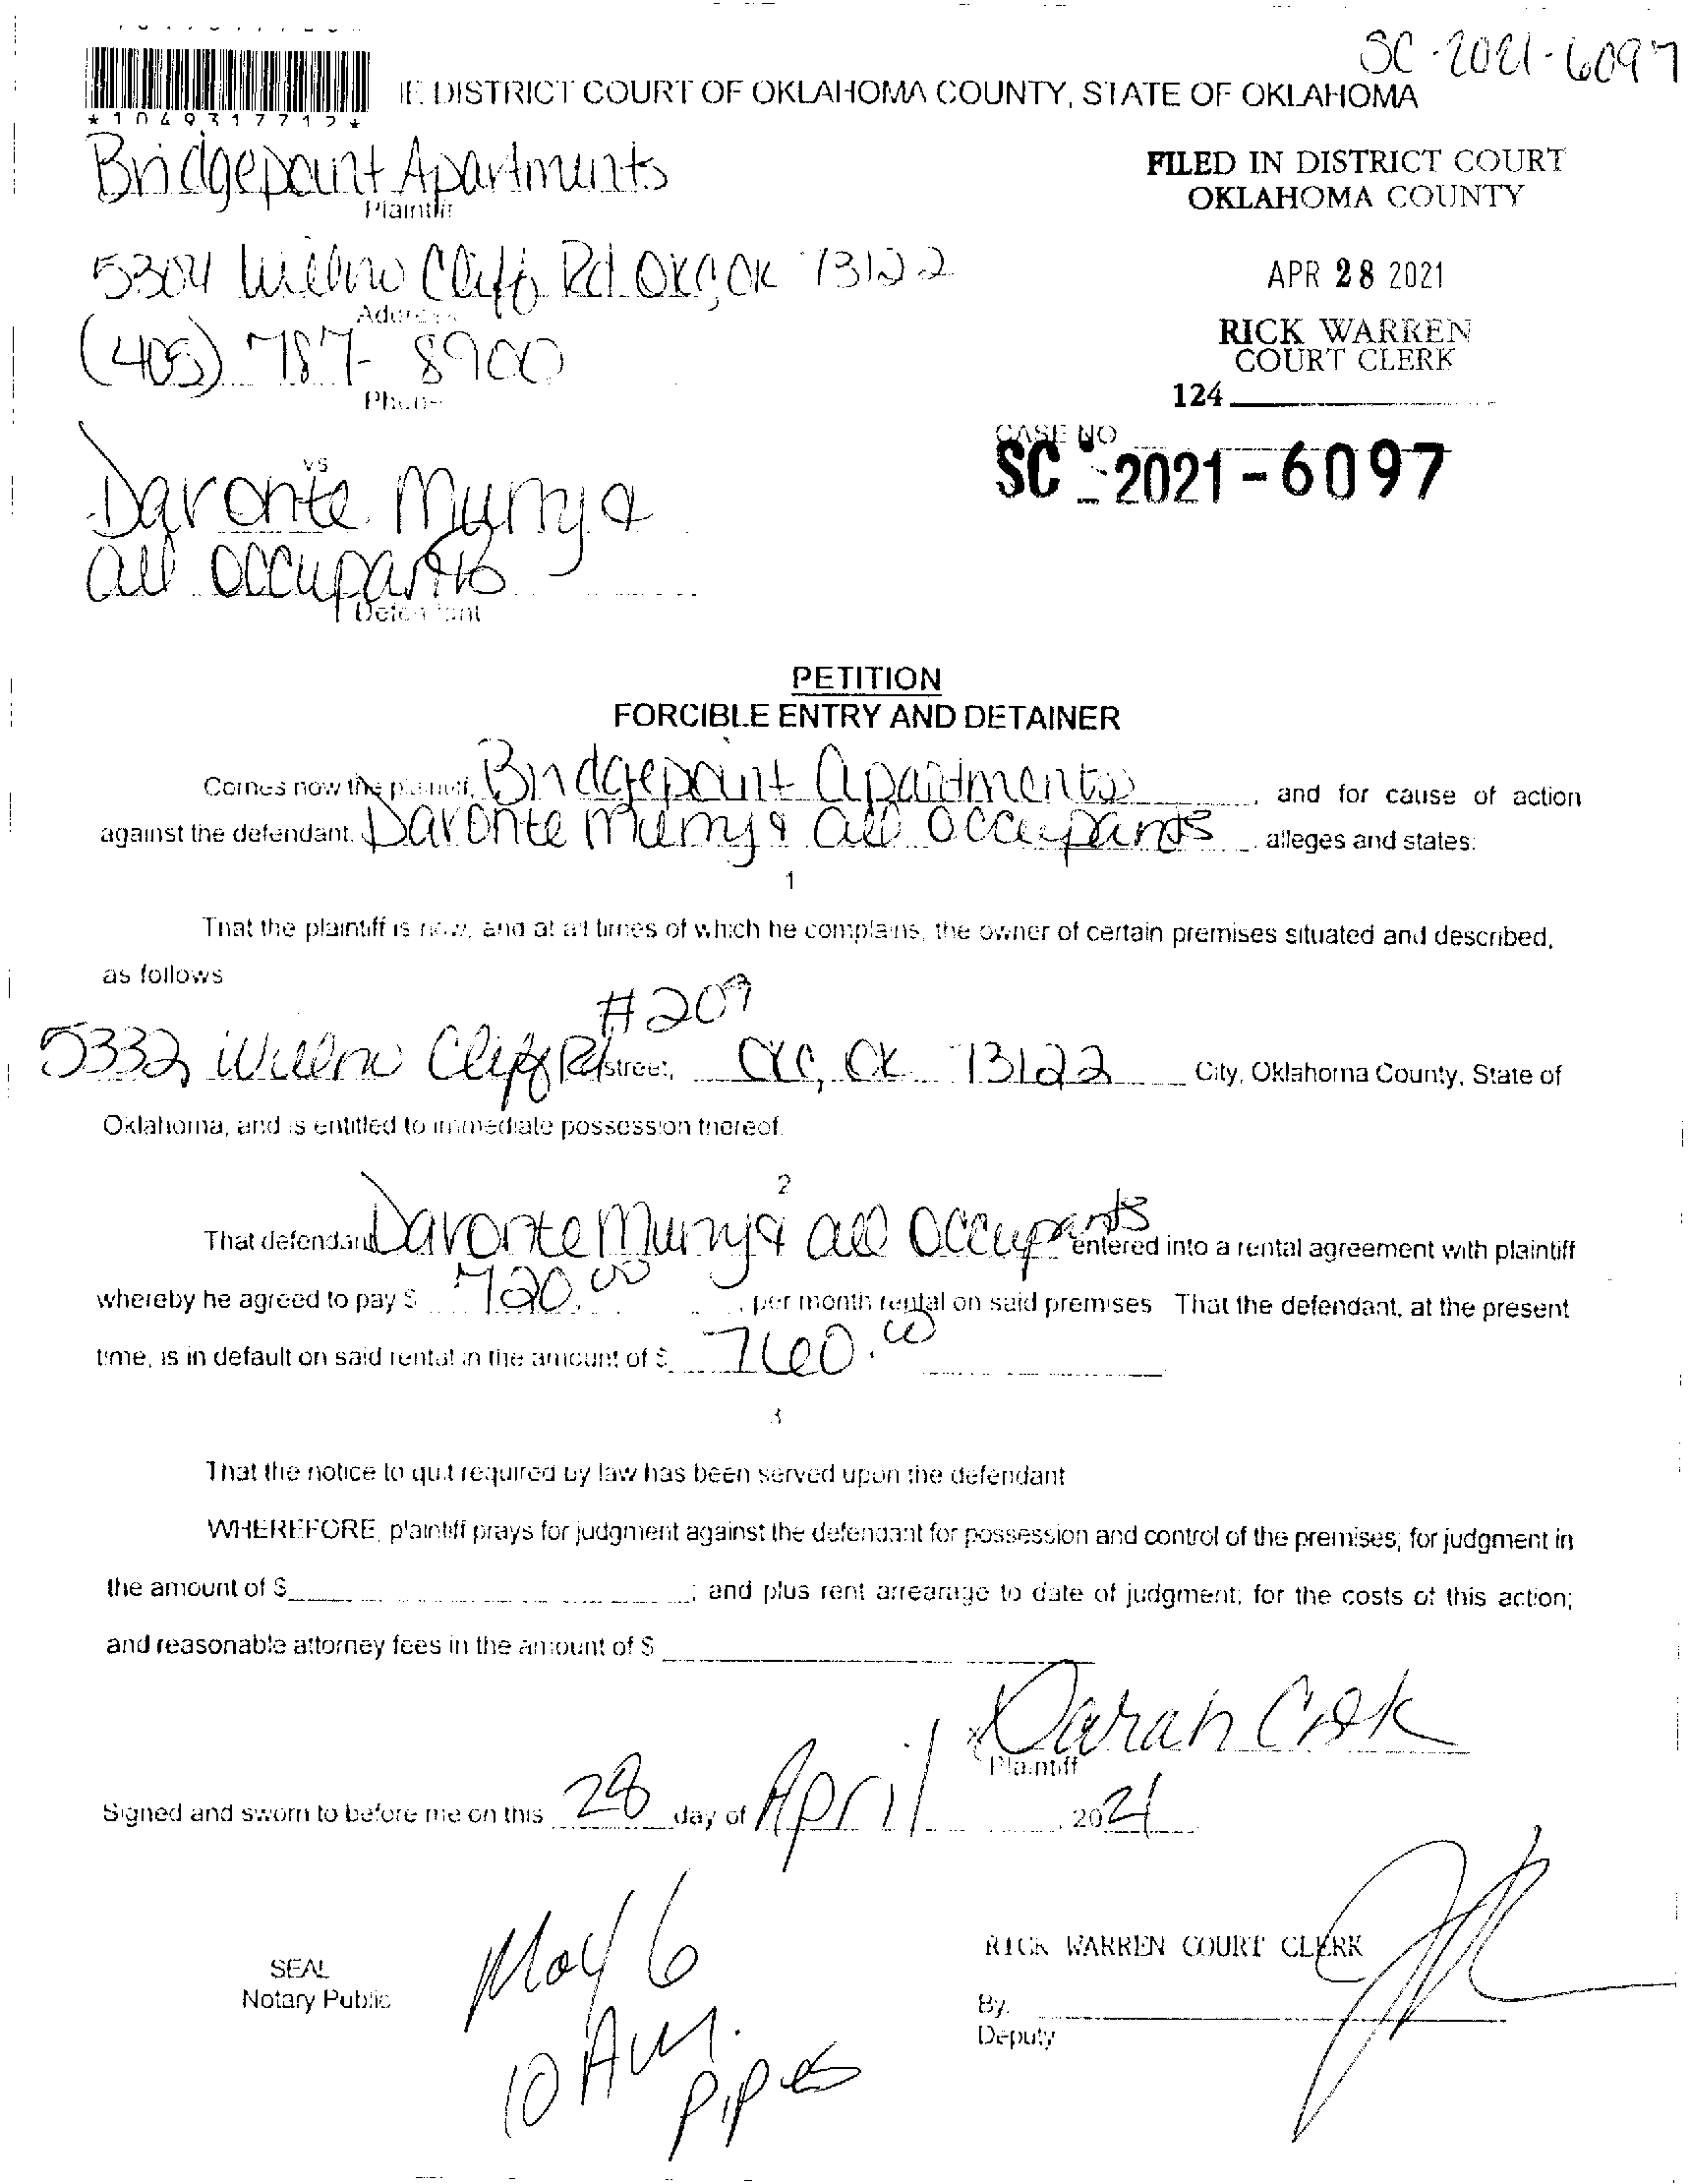 SC-2021-6097
*1049317712*
IE DISTRICT COURT OF OKLAHOMA COUNTY, STATE OF OKLAHOMA
Bridgepoint Apartments
Plaintiff
FILED IN DISTRICT COURT
OKLAHOMA COUNTY
5304 Willow Cliff Rd OKC, OK 73122
Address
APR 28 2021
(405) 787-8900
Phone
RICK WARREN
COURT CLERK
124
CASE NO
SC-2021-6097
vs
Davonte Murry &
all occupants
Defendant
PETITION
FORCIBLE ENTRY AND DETAINER
Comes now the plaintiff, Bridgepoint Apartments, and for cause of action
against the defendant, Davonte Murry & all occupants alleges and states:
1
That the plaintiff is now, and at all times of which he complains, the owner of certain premises situated and described,
as follows
#209
5332 Willow Cliff Rd street, OKC, OK 73122 City, Oklahoma County, State of
Oklahoma, and is entitled to immediate possession thereof.
2
That defendant Davonte Murry & all occupants entered into a rental agreement with plaintiff
whereby he agreed to pay $ 720.00, per month rental on said premises That the defendant, at the present
time, is in default on said rental in the amount of $ 760.00
3
That the notice to quit required by law has been served upon the defendant
WHEREFORE, plaintiff prays for judgment against the defendant for possession and control of the premises; for judgment in
the amount of $ ; and plus rent arrearage to date of judgment; for the costs of this action;
and reasonable attorney fees in the amount of $
Plaintiff
Signed and sworn to before me on this 28 day of April, 2021
SEAL
Notary Public
May 6
10 AM.
Pipes
RICK WARREN COURT CLERK
By.
Deputy